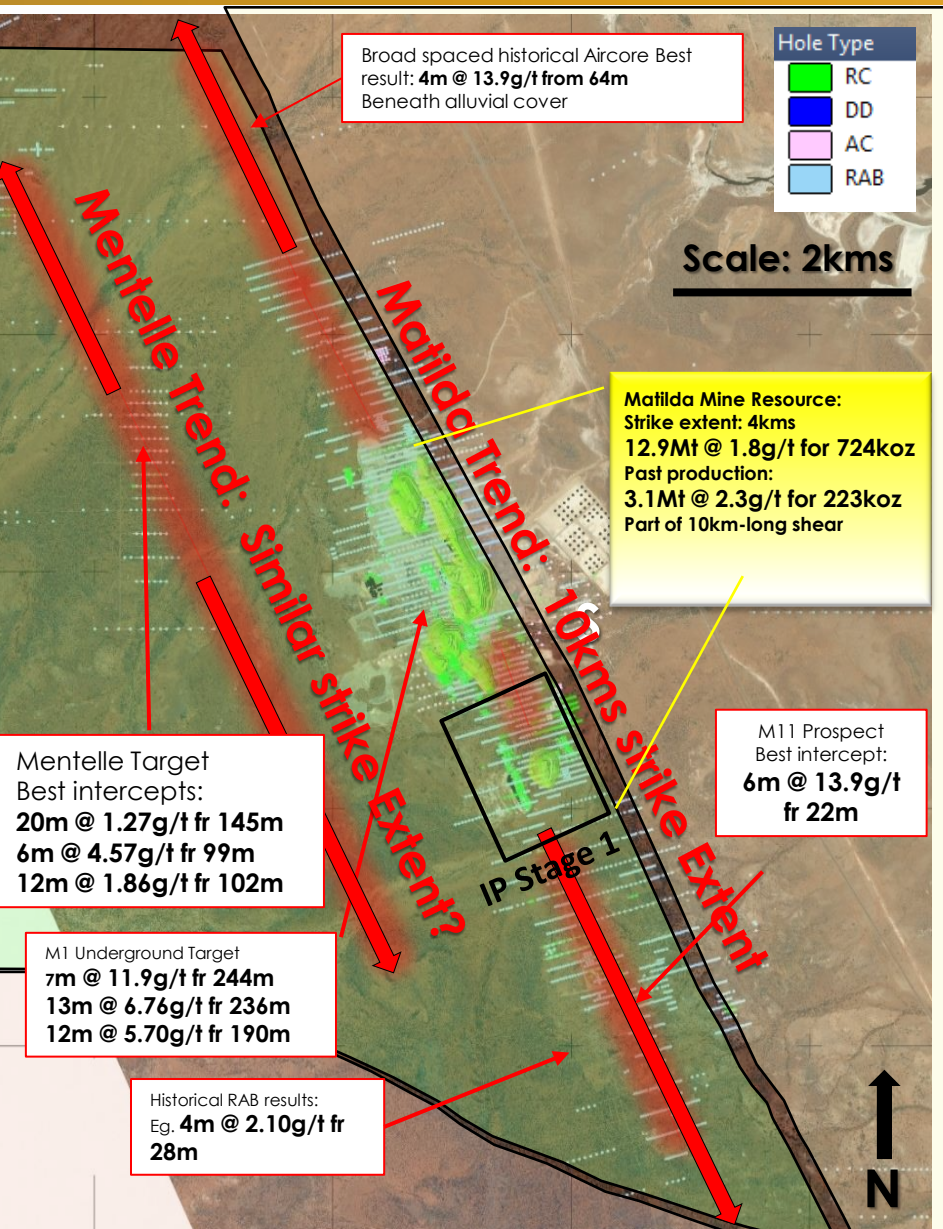 Broad spaced historical Aircore Best
result: 4m @ 13.9g/t from 64m
Beneath alluvial cover
Hole Type
RC
DD
AC
RAB
Scale: 2kms
Mentelle Trend: Similar strike Extent?
Matilda Trend: 10kms strike Extent
Matilda Mine Resource:
Strike extent: 4kms
12.9Mt @ 1.8g/t for 724koz
Past production:
3.1Mt @ 2.3g/t for 223koz
Part of 10km-long shear
M11 Prospect
Best intercept:
6m @ 13.9g/t
fr 22m
Mentelle Target
Best intercepts:
20m @ 1.27g/t fr 145m
6m @ 4.57g/t fr 99m
12m @ 1.86g/t fr 102m
IP Stage 1
M1 Underground Target
7m @ 11.9g/t fr 244m
13m @ 6.76g/t fr 236m
12m @ 5.70g/t fr 190m
Historical RAB results:
Eg. 4m @ 2.10g/t fr
28m
N